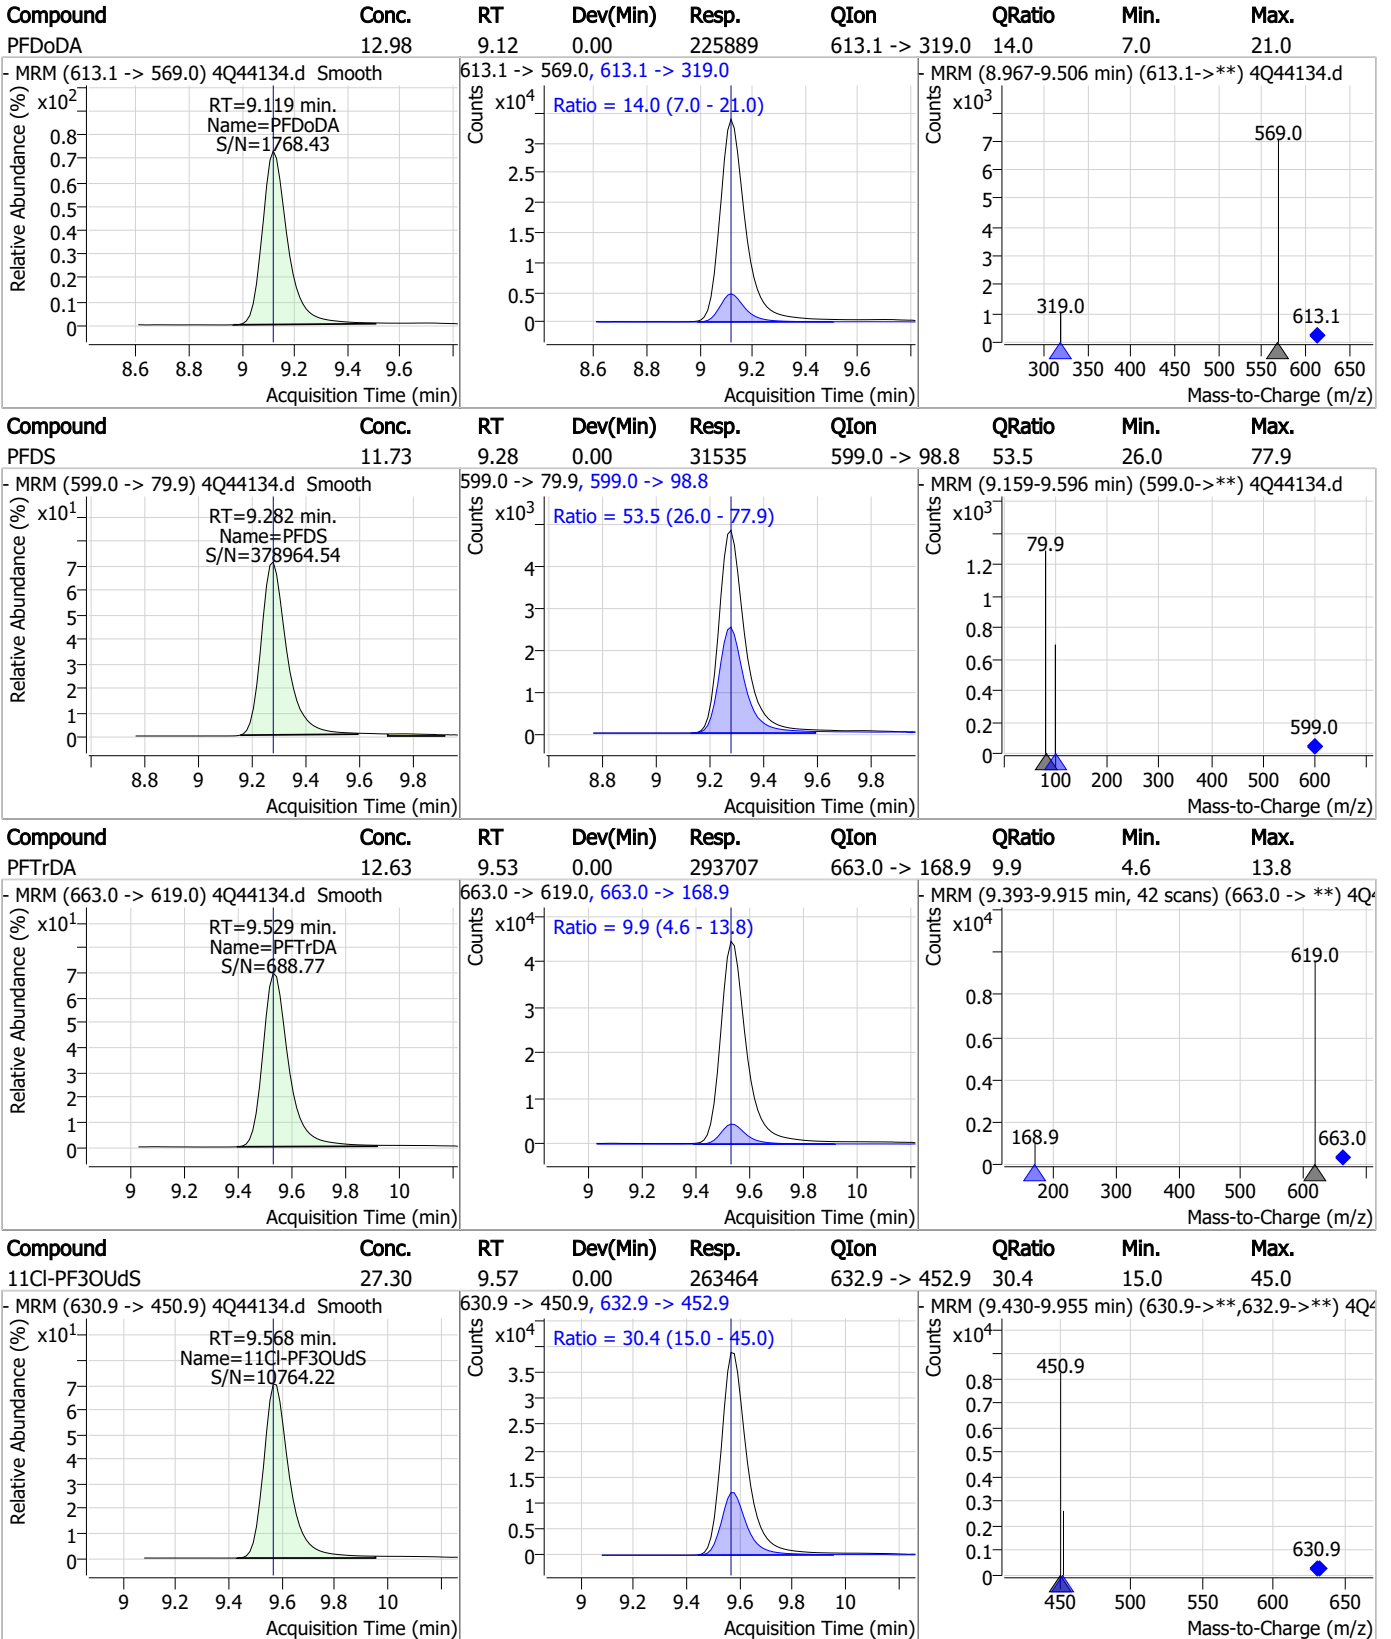 Compound Conc. RT Dev(Min) Resp. QIon QRatio Min. Max.
PFDoDA 12.98 9.12 0.00 225889 613.1 -> 319.0 14.0 7.0 21.0
- MRM (613.1 -> 569.0) 4Q44134.d Smooth
Relative Abundance (%)
x10²
RT=9.119 min.
Name=PFDoDA
S/N=1768.43
0.8
0.7
0.6
0.5
0.4
0.3
0.2
0.1
0
8.6 8.8 9 9.2 9.4 9.6
Acquisition Time (min)
613.1 -> 569.0, 613.1 -> 319.0
Counts
x10⁴
Ratio = 14.0 (7.0 - 21.0)
3
2.5
2
1.5
1
0.5
0
8.6 8.8 9 9.2 9.4 9.6
Acquisition Time (min)
- MRM (8.967-9.506 min) (613.1->**) 4Q44134.d
Counts
x10³
7
6
5
4
3
2
1
0
569.0
319.0
613.1
300 350 400 450 500 550 600 650
Mass-to-Charge (m/z)
Compound Conc. RT Dev(Min) Resp. QIon QRatio Min. Max.
PFDS 11.73 9.28 0.00 31535 599.0 -> 98.8 53.5 26.0 77.9
- MRM (599.0 -> 79.9) 4Q44134.d Smooth
Relative Abundance (%)
x10¹
RT=9.282 min.
Name=PFDS
S/N=378964.54
7
6
5
4
3
2
1
0
8.8 9 9.2 9.4 9.6 9.8
Acquisition Time (min)
599.0 -> 79.9, 599.0 -> 98.8
Counts
x10³
Ratio = 53.5 (26.0 - 77.9)
4
3
2
1
0
8.8 9 9.2 9.4 9.6 9.8
Acquisition Time (min)
- MRM (9.159-9.596 min) (599.0->**) 4Q44134.d
Counts
x10³
1.2
1
0.8
0.6
0.4
0.2
0
79.9
599.0
100 200 300 400 500 600
Mass-to-Charge (m/z)
Compound Conc. RT Dev(Min) Resp. QIon QRatio Min. Max.
PFTrDA 12.63 9.53 0.00 293707 663.0 -> 168.9 9.9 4.6 13.8
- MRM (663.0 -> 619.0) 4Q44134.d Smooth
Relative Abundance (%)
x10¹
RT=9.529 min.
Name=PFTrDA
S/N=688.77
7
6
5
4
3
2
1
0
9 9.2 9.4 9.6 9.8 10
Acquisition Time (min)
663.0 -> 619.0, 663.0 -> 168.9
Counts
x10⁴
Ratio = 9.9 (4.6 - 13.8)
4
3
2
1
0
9 9.2 9.4 9.6 9.8 10
Acquisition Time (min)
- MRM (9.393-9.915 min, 42 scans) (663.0 -> **) 4Q4
Counts
x10⁴
0.8
0.6
0.4
0.2
0
619.0
168.9
663.0
200 300 400 500 600
Mass-to-Charge (m/z)
Compound Conc. RT Dev(Min) Resp. QIon QRatio Min. Max.
11Cl-PF3OUdS 27.30 9.57 0.00 263464 632.9 -> 452.9 30.4 15.0 45.0
- MRM (630.9 -> 450.9) 4Q44134.d Smooth
Relative Abundance (%)
x10¹
RT=9.568 min.
Name=11Cl-PF3OUdS
S/N=10764.22
7
6
5
4
3
2
1
0
9 9.2 9.4 9.6 9.8 10
Acquisition Time (min)
630.9 -> 450.9, 632.9 -> 452.9
Counts
x10⁴
Ratio = 30.4 (15.0 - 45.0)
3.5
3
2.5
2
1.5
1
0.5
0
9 9.2 9.4 9.6 9.8 10
Acquisition Time (min)
- MRM (9.430-9.955 min) (630.9->**,632.9->**) 4Q4
Counts
x10⁴
0.8
0.7
0.6
0.5
0.4
0.3
0.2
0.1
0
450.9
630.9
450 500 550 600 650
Mass-to-Charge (m/z)